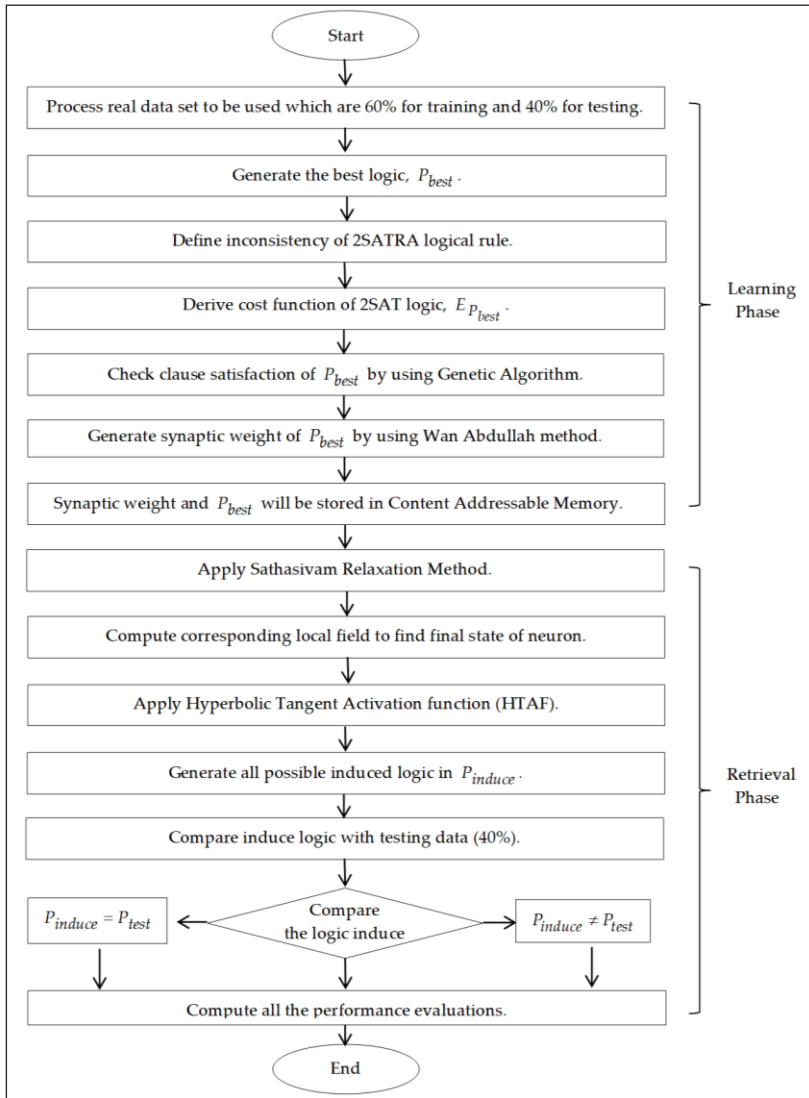 Start
Process real data set to be used which are 60% for training and 40% for testing.
Generate the best logic, P_best .
Define inconsistency of 2SATRA logical rule.
Derive cost function of 2SAT logic, E_P_best .
Check clause satisfaction of P_best by using Genetic Algorithm.
Generate synaptic weight of P_best by using Wan Abdullah method.
Synaptic weight and P_best will be stored in Content Addressable Memory.
Learning
Phase
Apply Sathasivam Relaxation Method.
Compute corresponding local field to find final state of neuron.
Apply Hyperbolic Tangent Activation function (HTAF).
Generate all possible induced logic in P_induce .
Compare induce logic with testing data (40%).
P_induce = P_test
Compare
the logic induce
P_induce ≠ P_test
Compute all the performance evaluations.
Retrieval
Phase
End